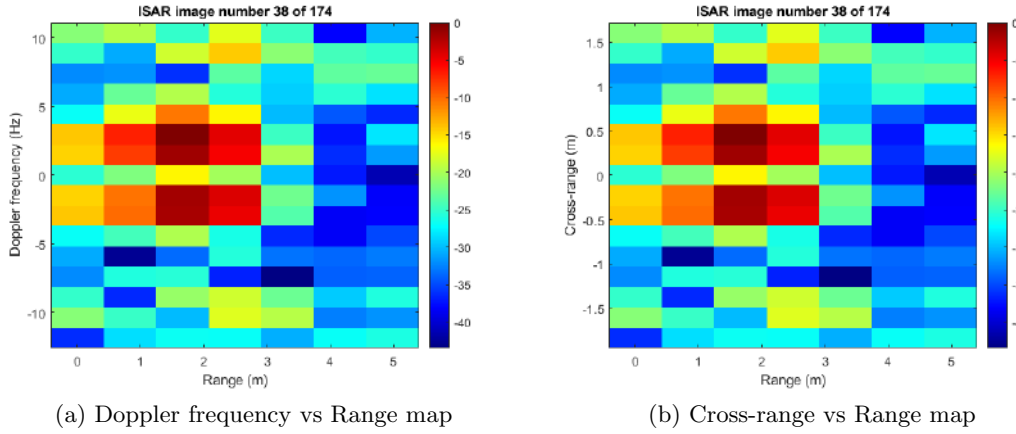 ISAR image number 38 of 174
Doppler frequency (Hz)
10
5
0
-5
-10
0 1 2 3 4 5
Range (m)
0
-5
-10
-15
-20
-25
-30
-35
-40
(a) Doppler frequency vs Range map
ISAR image number 38 of 174
Cross-range (m)
1.5
1
0.5
0
-0.5
-1
-1.5
0 1 2 3 4 5
Range (m)
0
(b) Cross-range vs Range map